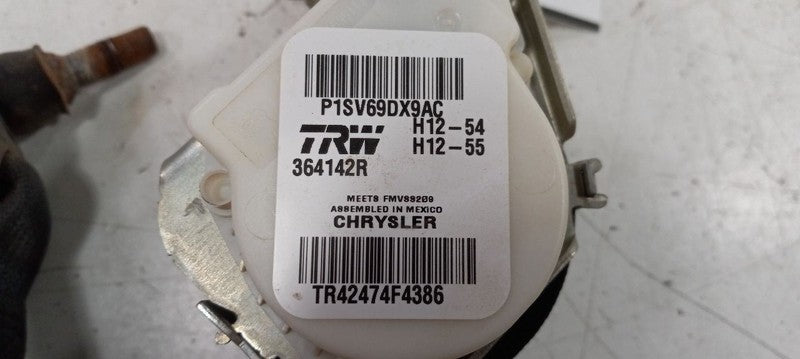 P1SV69DX9AC
TRW H12-54
H12-55
364142R
MEETS FMVSS209
ASSEMBLED IN MEXICO
CHRYSLER
TR42474F4386